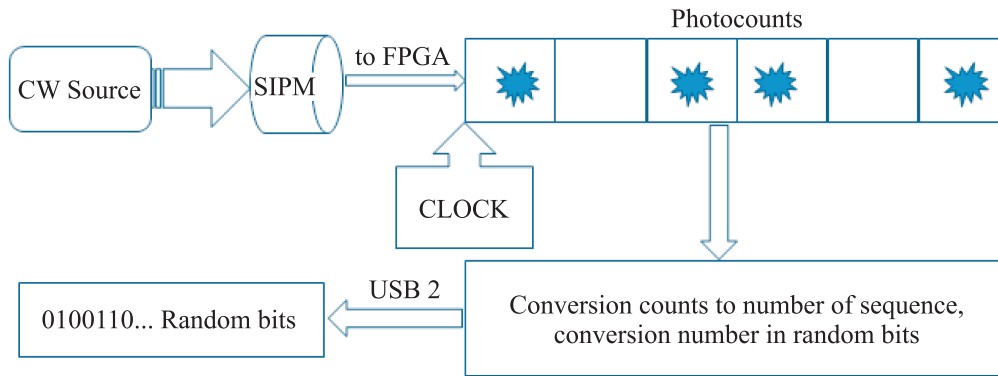 Photocounts
CW Source
SIPM
to FPGA
CLOCK
USB 2
0100110... Random bits
Conversion counts to number of sequence,
conversion number in random bits